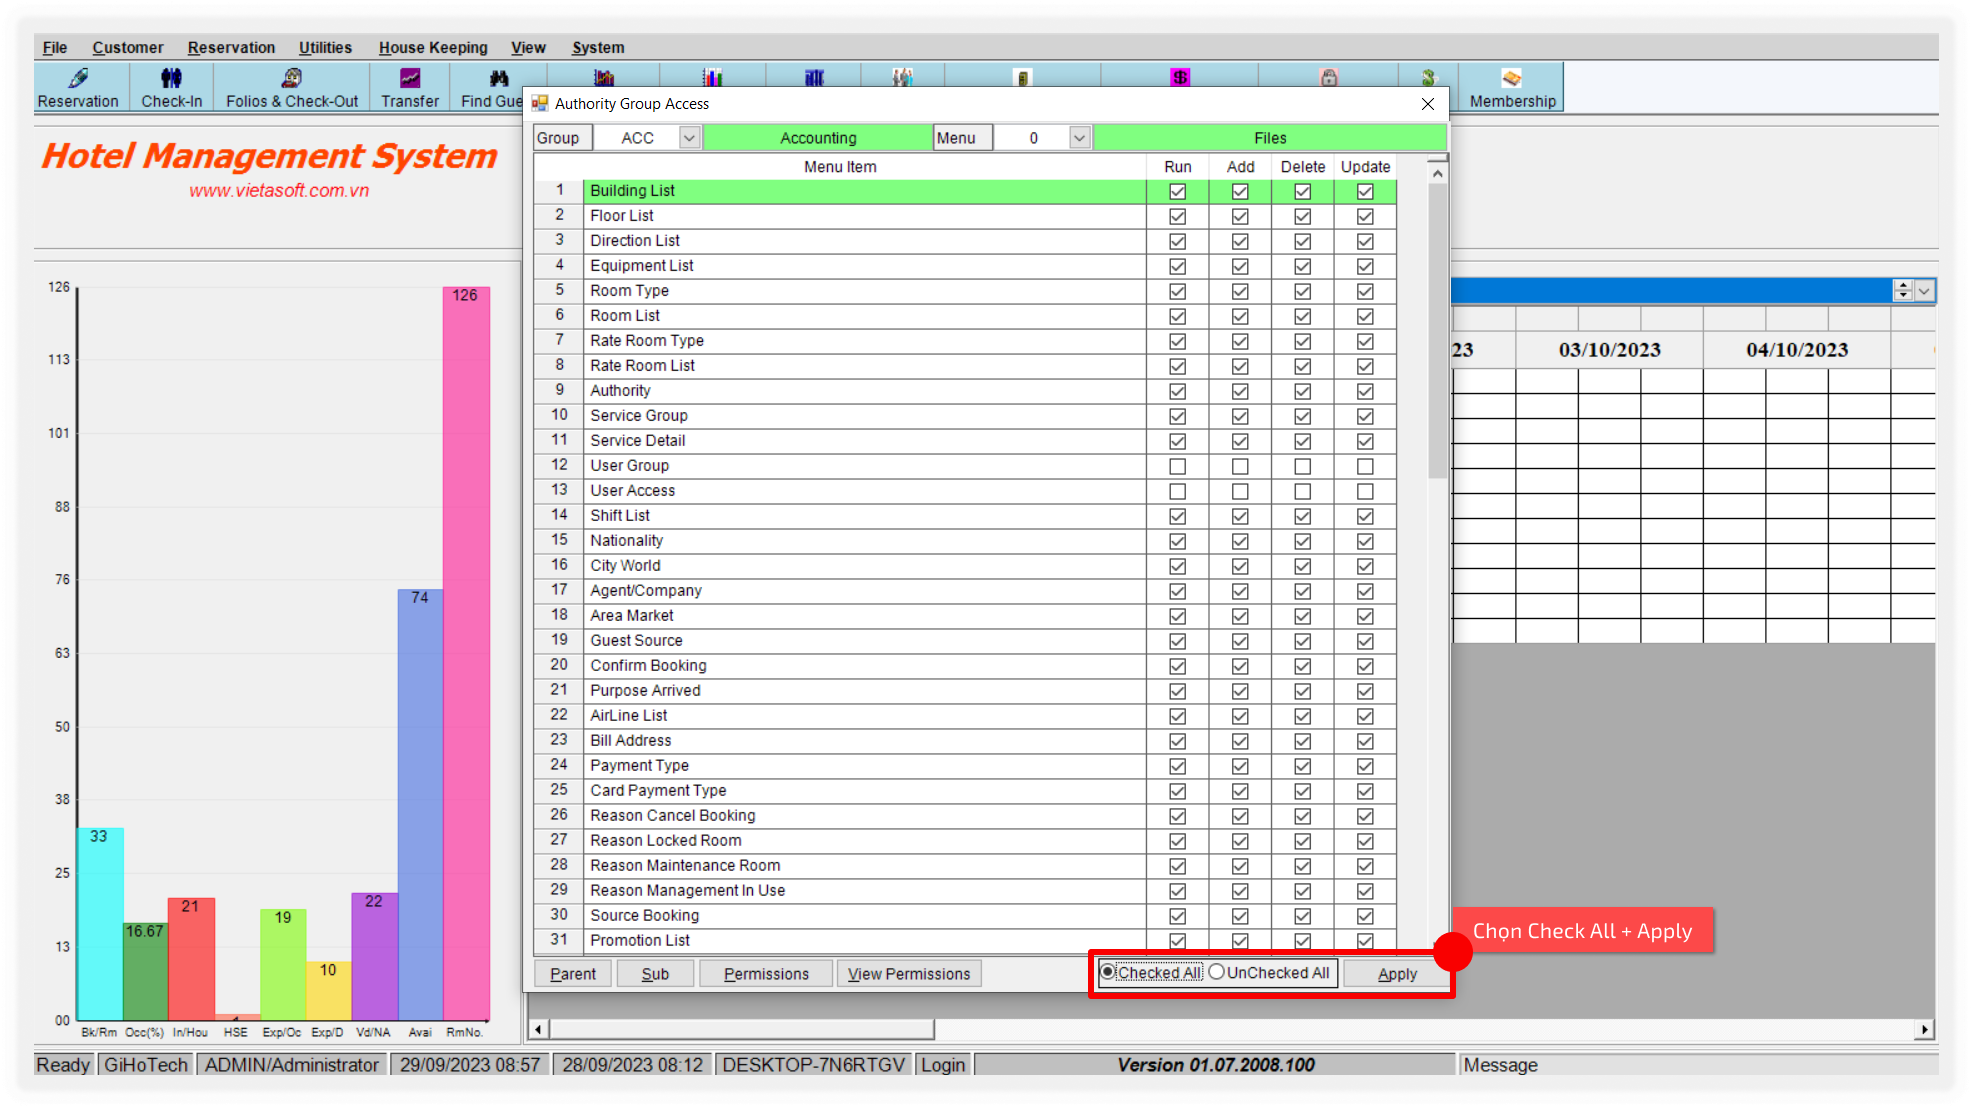 File Customer Reservation Utilities House Keeping View System
Reservation Check-In Folios & Check-Out Transfer Find Gue Membership
Authority Group Access
Hotel Management System
www.vietasoft.com.vn
Group ACC Accounting Menu 0 Files
Menu Item Run Add Delete Update
1 Building List
2 Floor List
3 Direction List
4 Equipment List
5 Room Type
6 Room List
7 Rate Room Type
8 Rate Room List
9 Authority
10 Service Group
11 Service Detail
12 User Group
13 User Access
14 Shift List
15 Nationality
16 City World
17 Agent/Company
18 Area Market
19 Guest Source
20 Confirm Booking
21 Purpose Arrived
22 AirLine List
23 Bill Address
24 Payment Type
25 Card Payment Type
26 Reason Cancel Booking
27 Reason Locked Room
28 Reason Maintenance Room
29 Reason Management In Use
30 Source Booking
31 Promotion List
Parent Sub Permissions View Permissions Checked All UnChecked All Apply
Chọn Check All + Apply
126
113
101
88
76
63
50
38
25
13
00
33
16.67
21
19
10
22
74
126
Bk/Rm Occ(%) In/Hou HSE Exp/Oc Exp/D Vd/NA Avai RmNo.
23 03/10/2023 04/10/2023
Ready GiHoTech ADMIN/Administrator 29/09/2023 08:57 28/09/2023 08:12 DESKTOP-7N6RTGV Login Version 01.07.2008.100 Message